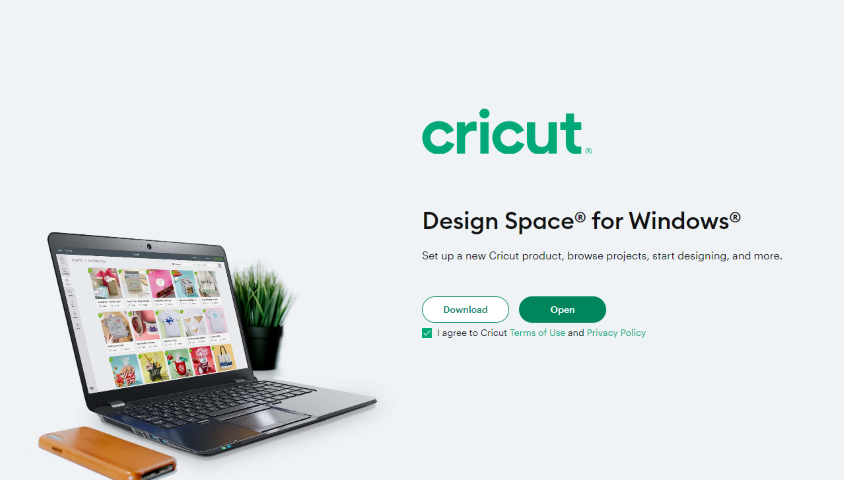 cricut®
Design Space® for Windows®
Set up a new Cricut product, browse projects, start designing, and more.
Download
Open
I agree to Cricut Terms of Use and Privacy Policy